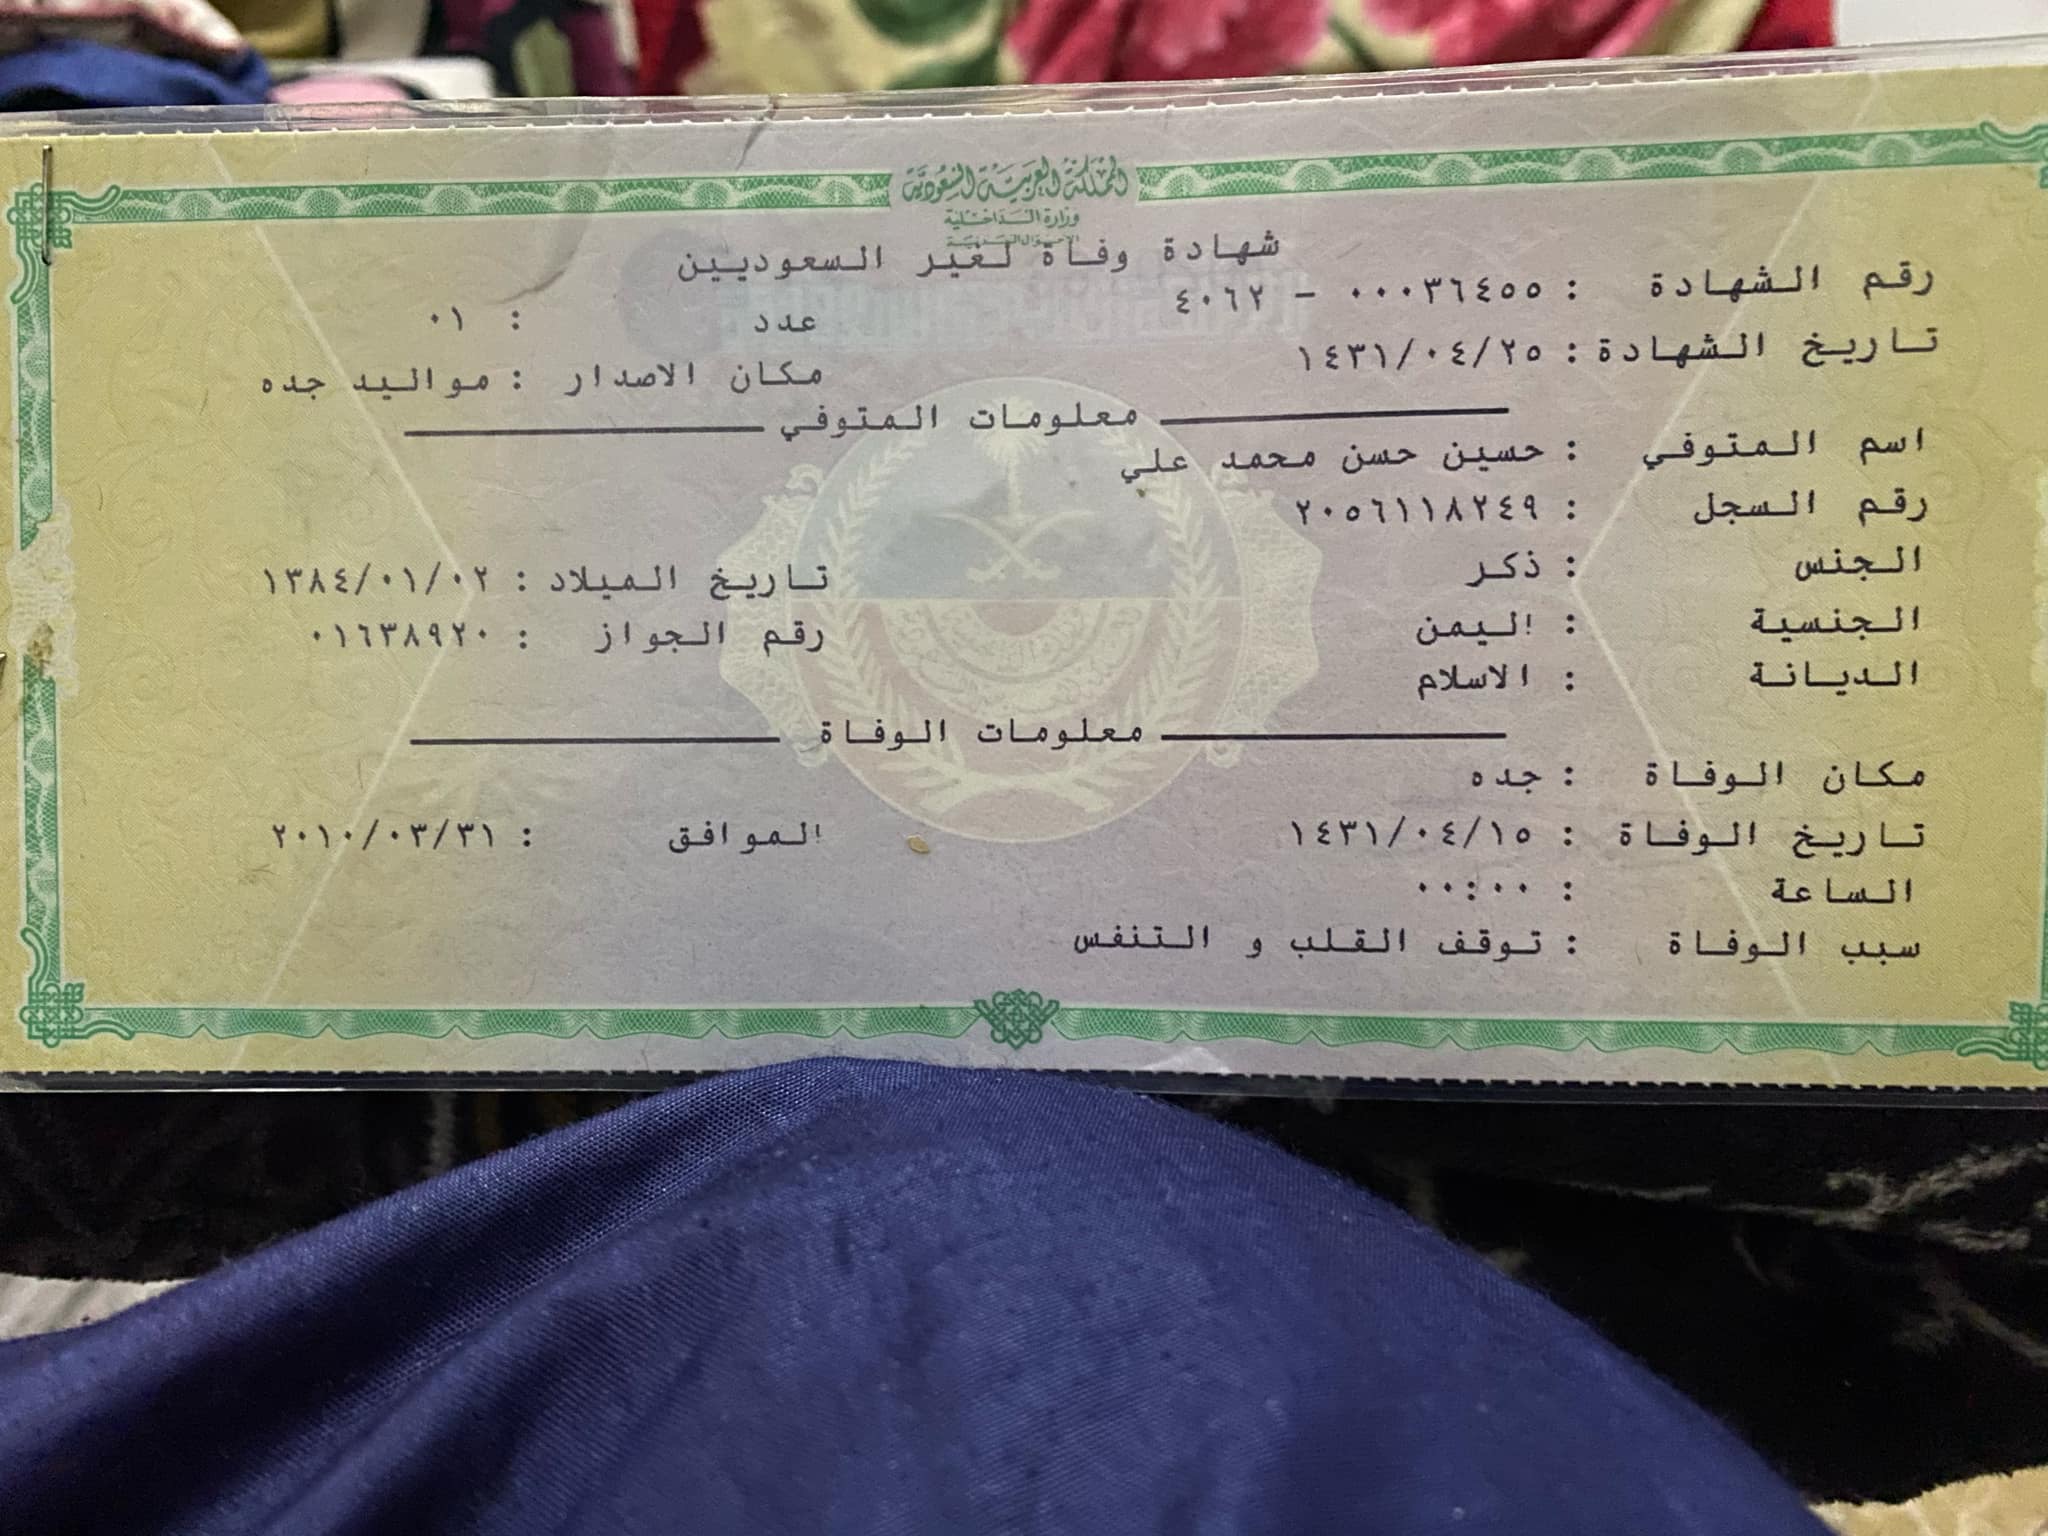 المملكة العربية السعودية
وزارة الداخلية
الاحوال المدنية
شهادة وفاة لغير السعوديين
رقم الشهادة : ٠٠٠٣٦٤٥٥ - ٤٠٦٢
عدد : ٠١
تاريخ الشهادة : ١٤٣١/٠٤/٢٥
مكان الاصدار : مواليد جده
معلومات المتوفي
اسم المتوفي : حسين حسن محمد علي
رقم السجل : ٢٠٥٦١١٨٢٤٩
الجنس : ذكر
تاريخ الميلاد : ١٣٨٤/٠١/٠٢
الجنسية : اليمن
رقم الجواز : ٠١٦٣٨٩٢٠
الديانة : الاسلام
معلومات الوفاة
مكان الوفاة : جده
تاريخ الوفاة : ١٤٣١/٠٤/١٥
الموافق : ٢٠١٠/٠٣/٣١
الساعة : ٠٠:٠٠
سبب الوفاة : توقف القلب و التنفس